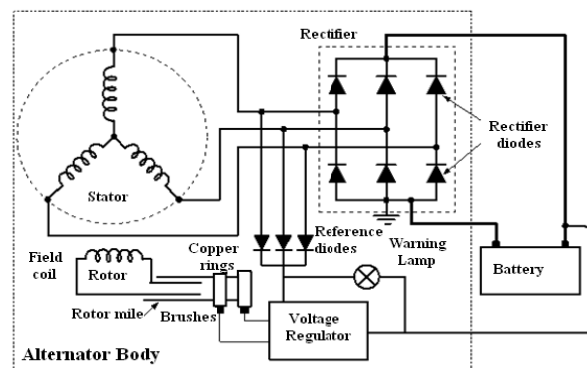 Rectifier
Rectifier
diodes
Stator
Reference
diodes
Warning
Lamp
Battery
Copper
rings
Field
coil
Rotor
Rotor mile
Brushes
Voltage
Regulator
Alternator Body